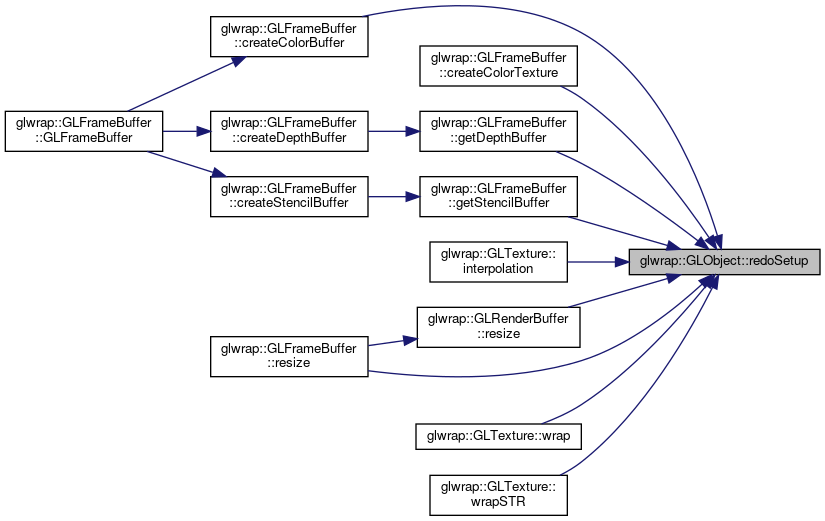 glwrap::GLFrameBuffer
::createColorBuffer
glwrap::GLFrameBuffer
::createColorTexture
glwrap::GLFrameBuffer
::GLFrameBuffer
glwrap::GLFrameBuffer
::createDepthBuffer
glwrap::GLFrameBuffer
::getDepthBuffer
glwrap::GLFrameBuffer
::createStencilBuffer
glwrap::GLFrameBuffer
::getStencilBuffer
glwrap::GLTexture::
interpolation
glwrap::GLObject::redoSetup
glwrap::GLRenderBuffer
::resize
glwrap::GLFrameBuffer
::resize
glwrap::GLTexture::wrap
glwrap::GLTexture::
wrapSTR